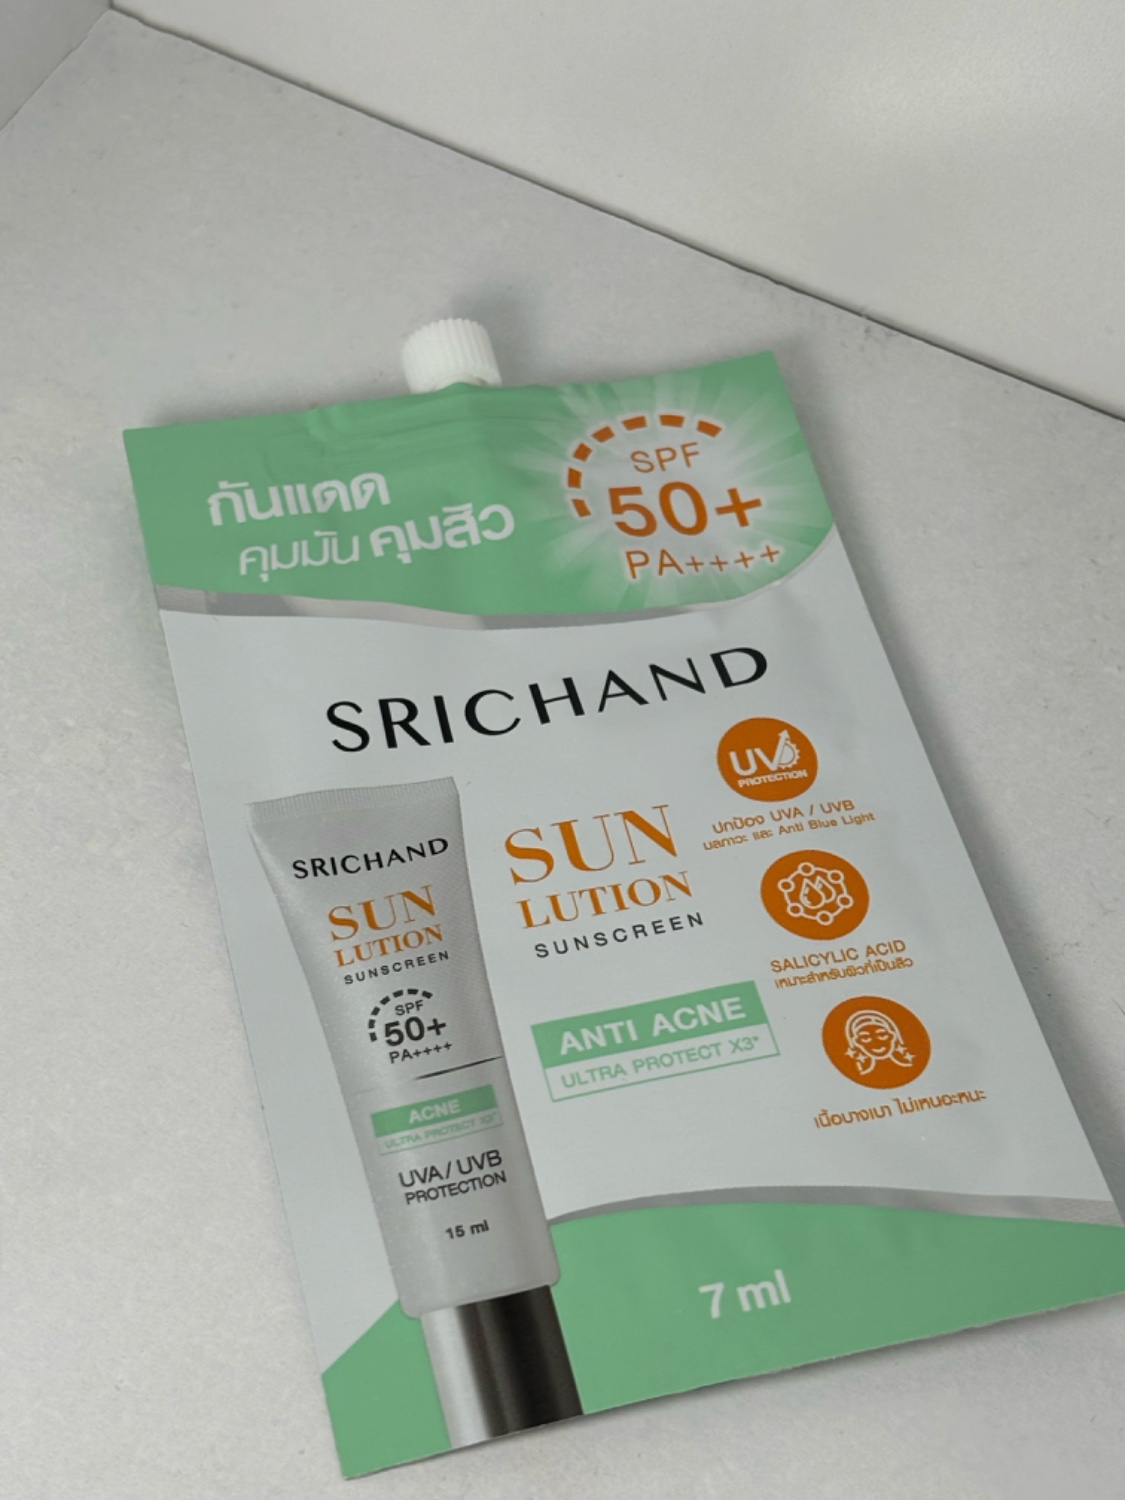 กันแดด
คุมมัน คุมสิว
SPF
50+
PA++++
SRICHAND
UV
PROTECTION
ปกป้อง UVA / UVB
มลภาวะ และ Anti Blue Light
SUN
LUTION
SUNSCREEN
SALICYLIC ACID
เหมาะสำหรับผิวที่เป็นสิว
ANTI ACNE
ULTRA PROTECT X3*
เนื้อบางเบา ไม่เหนอะหนะ
SRICHAND
SUN
LUTION
SUNSCREEN
SPF
50+
PA++++
ACNE
ULTRA PROTECT X3*
UVA/UVB
PROTECTION
15 ml
7 ml